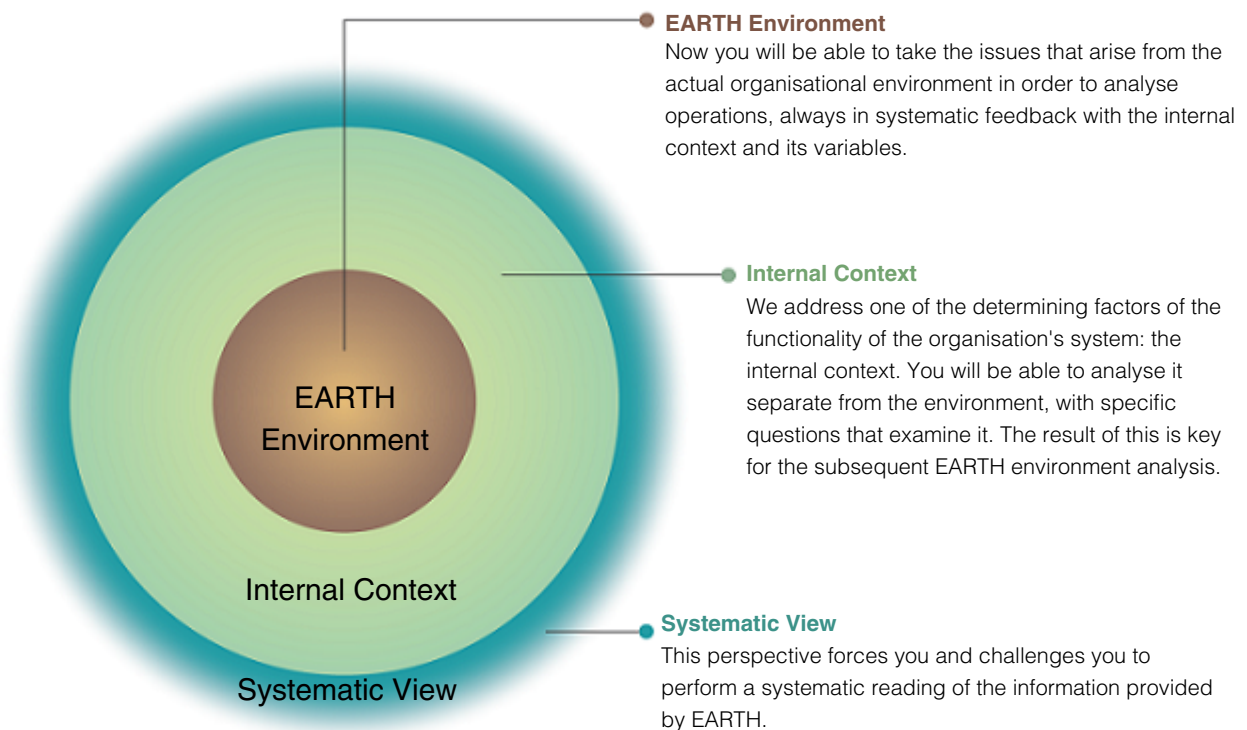 EARTH Environment
Now you will be able to take the issues that arise from the
actual organisational environment in order to analyse
operations, always in systematic feedback with the internal
context and its variables.
Internal Context
We address one of the determining factors of the
functionality of the organisation's system: the
internal context. You will be able to analyse it
separate from the environment, with specific
questions that examine it. The result of this is key
for the subsequent EARTH environment analysis.
Systematic View
This perspective forces you and challenges you to
perform a systematic reading of the information provided
by EARTH.
EARTH
Environment
Internal Context
Systematic View